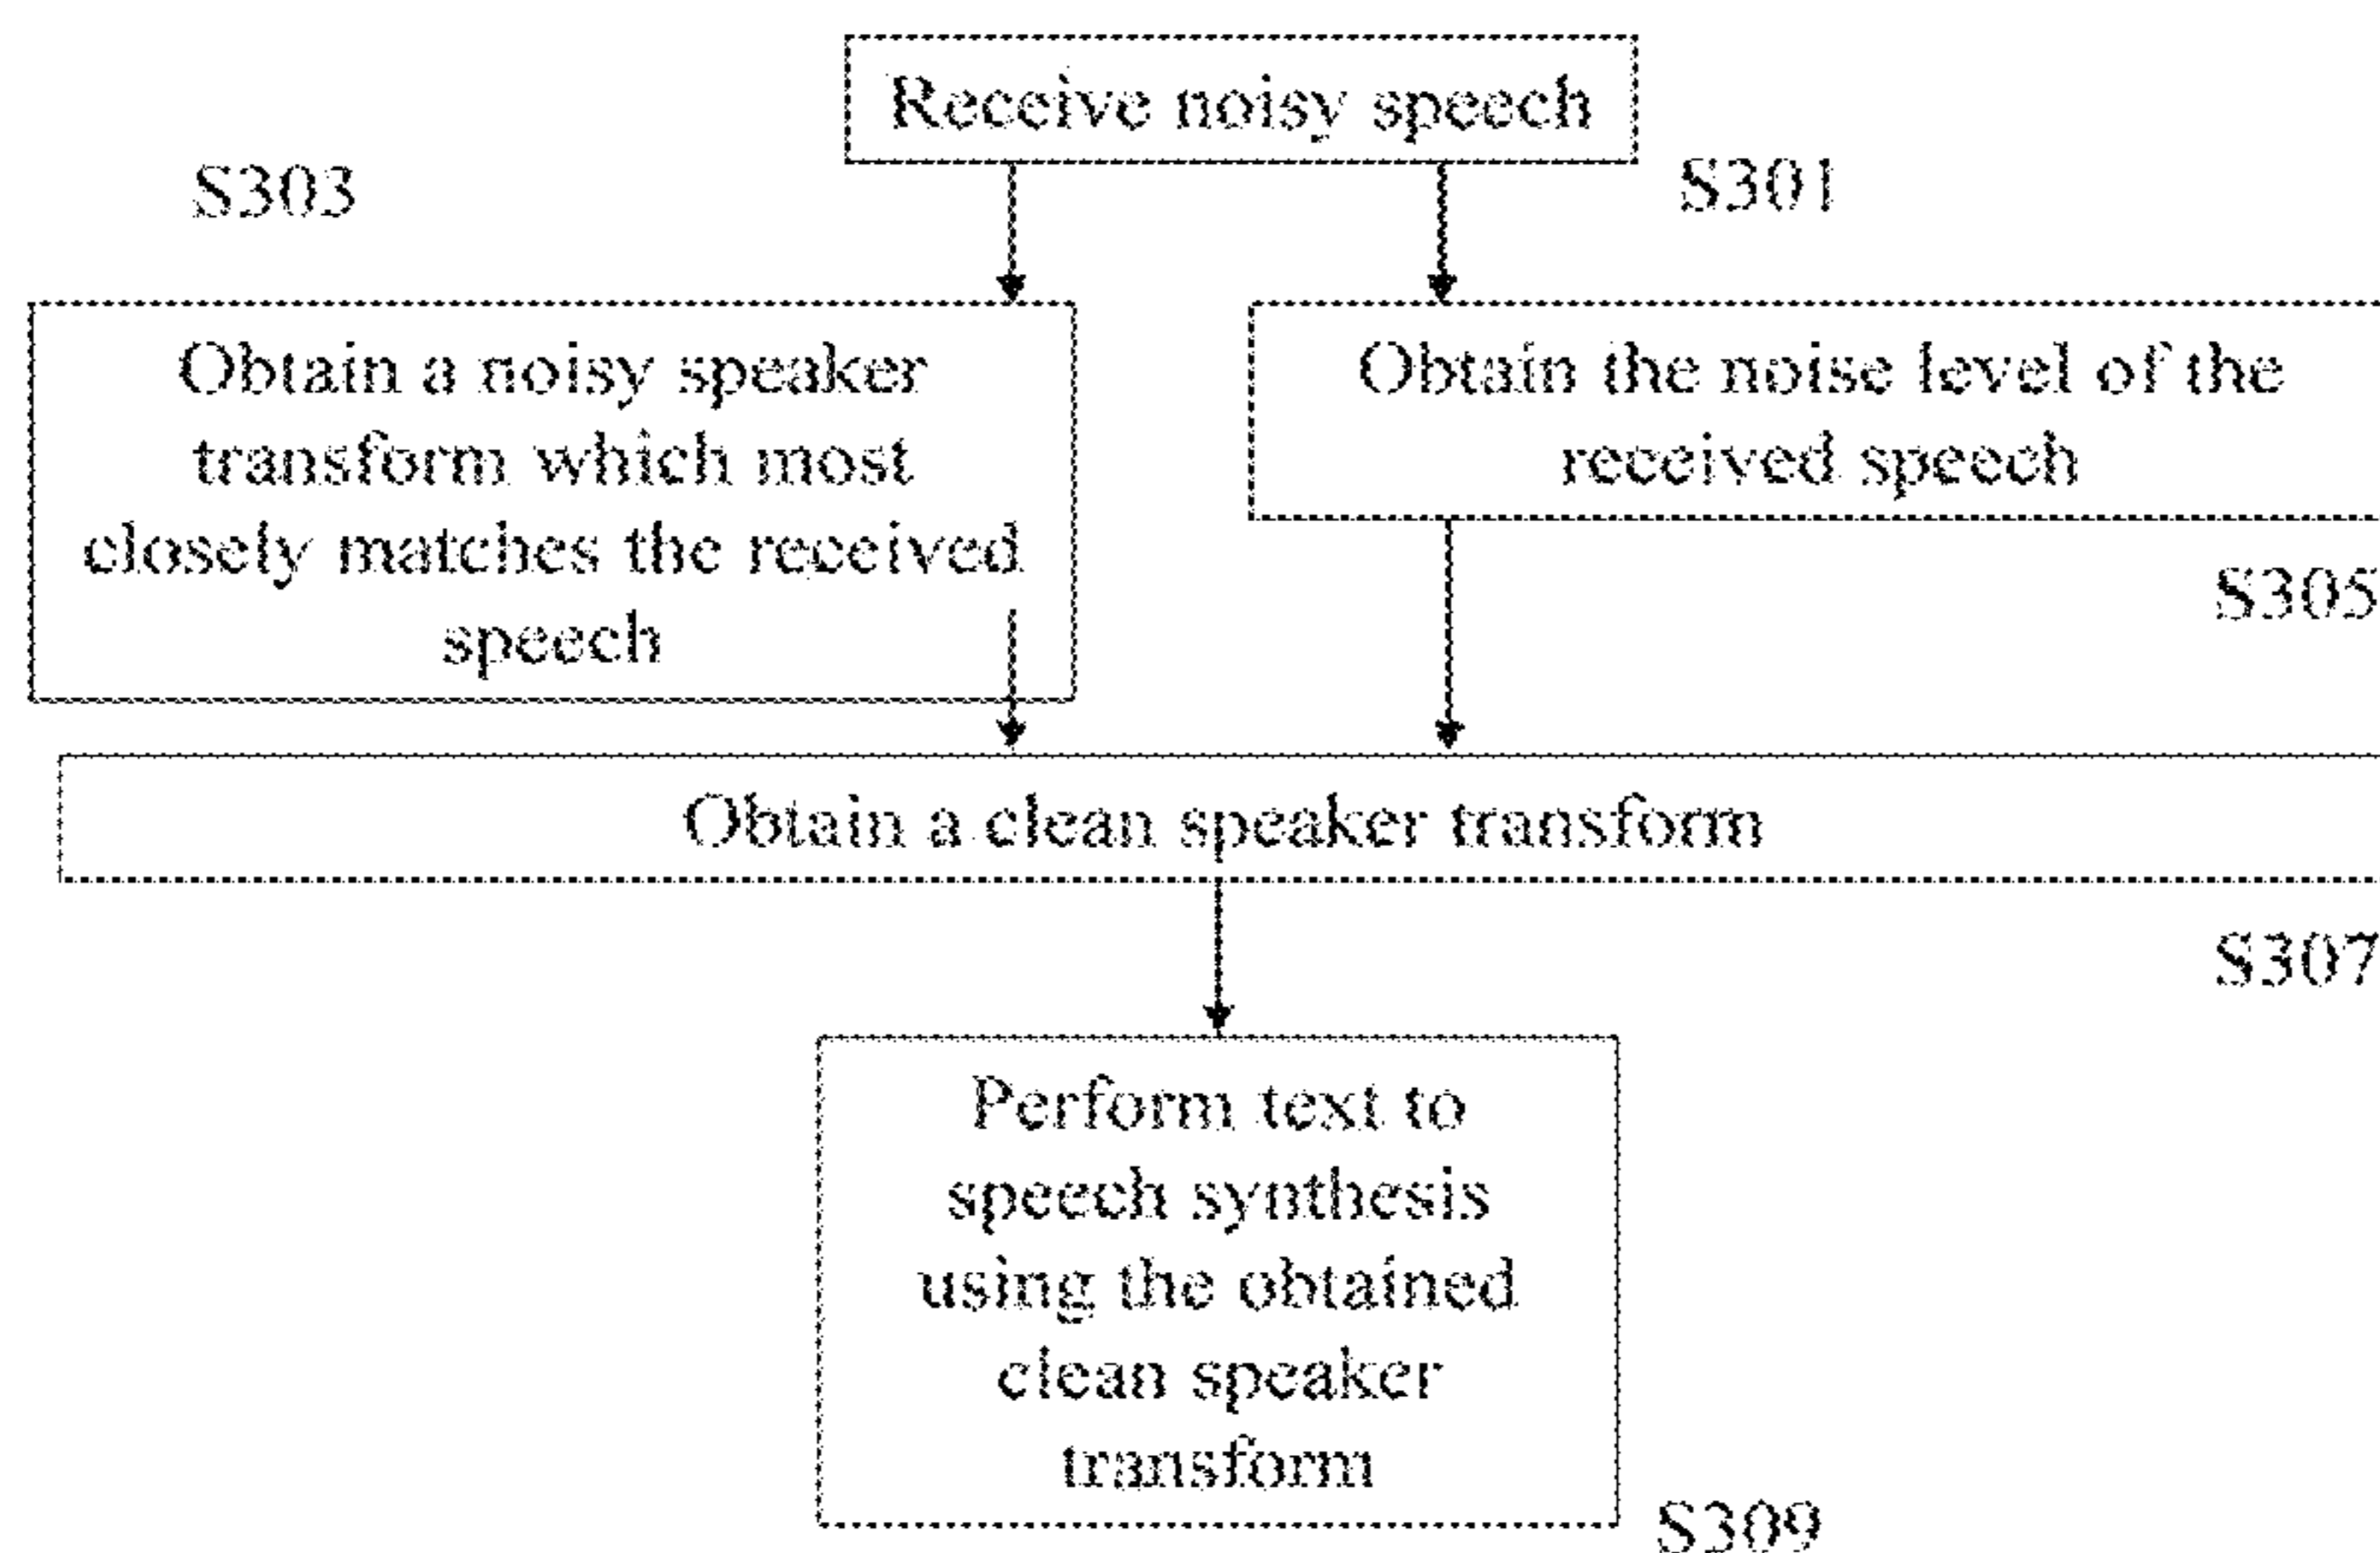 Receive noisy speech
S303
S301
Obtain a noisy speaker
transform which most
closely matches the received
speech
Obtain the noise level of the
received speech
S305
Obtain a clean speaker transform
S307
Perform text to
speech synthesis
using the obtained
clean speaker
transform
S309